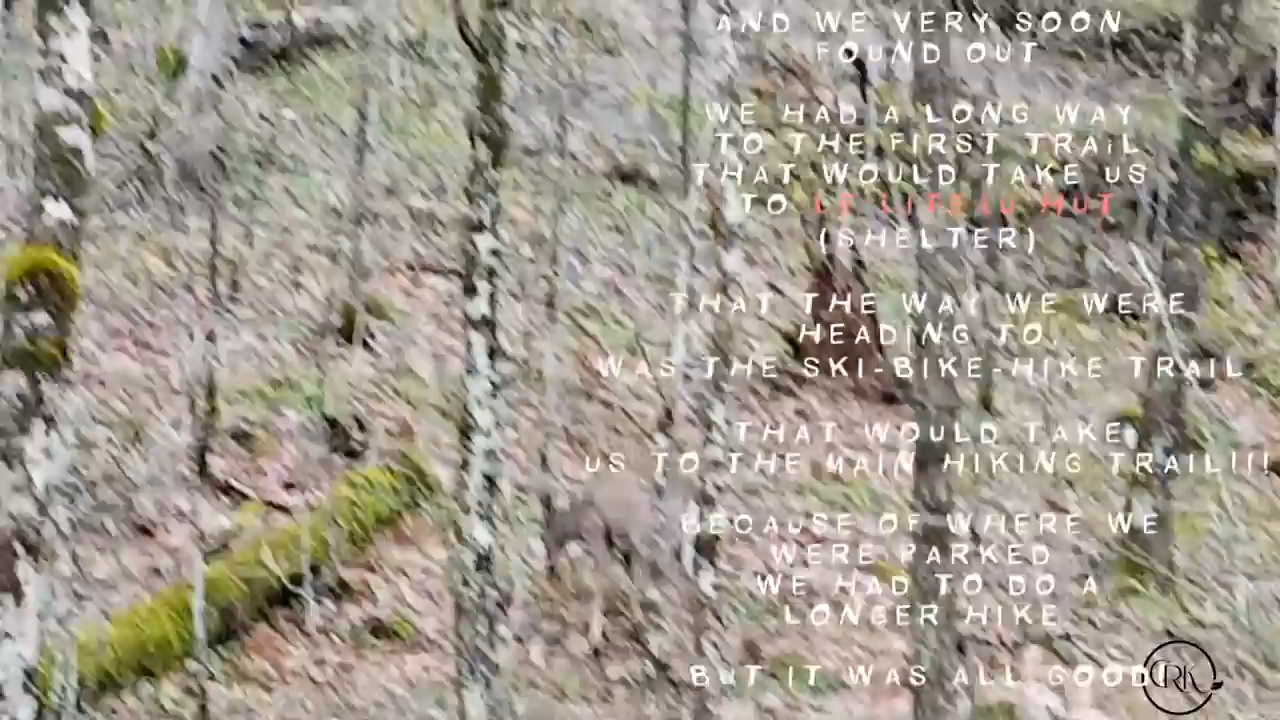 AND WE VERY SOON
FOUND OUT
WE HAD A LONG WAY
TO THE FIRST TRAIL
THAT WOULD TAKE US
TO HUT
(SHELTER)
THAT THE WAY WE WERE
HEADING TO,
WAS THE SKI-BIKE-HIKE TRAIL
THAT WOULD TAKE
US TO THE MAIN HIKING TRAIL!!!
BECAUSE OF WHERE WE
WERE PARKED
WE HAD TO DO A
LONGER HIKE
BUT IT WAS ALL GOOD
CRK